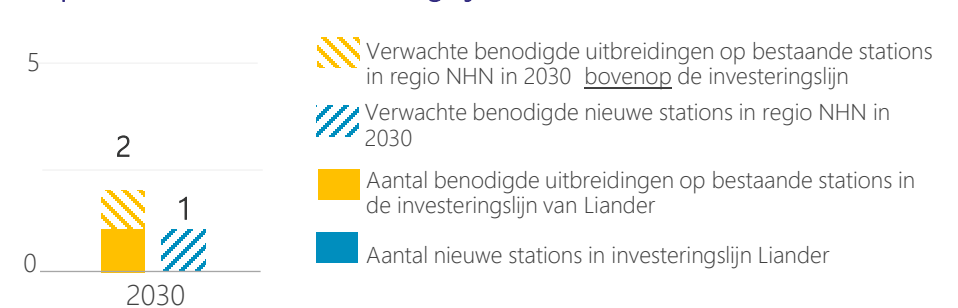 5
Verwachte benodigde uitbreidingen op bestaande stations
in regio NHN in 2030 bovenop de investeringslijn
Verwachte benodigde nieuwe stations in regio NHN in
2030
2
Aantal benodigde uitbreidingen op bestaande stations in
de investeringslijn van Liander
1
Aantal nieuwe stations in investeringslijn Liander
0
2030